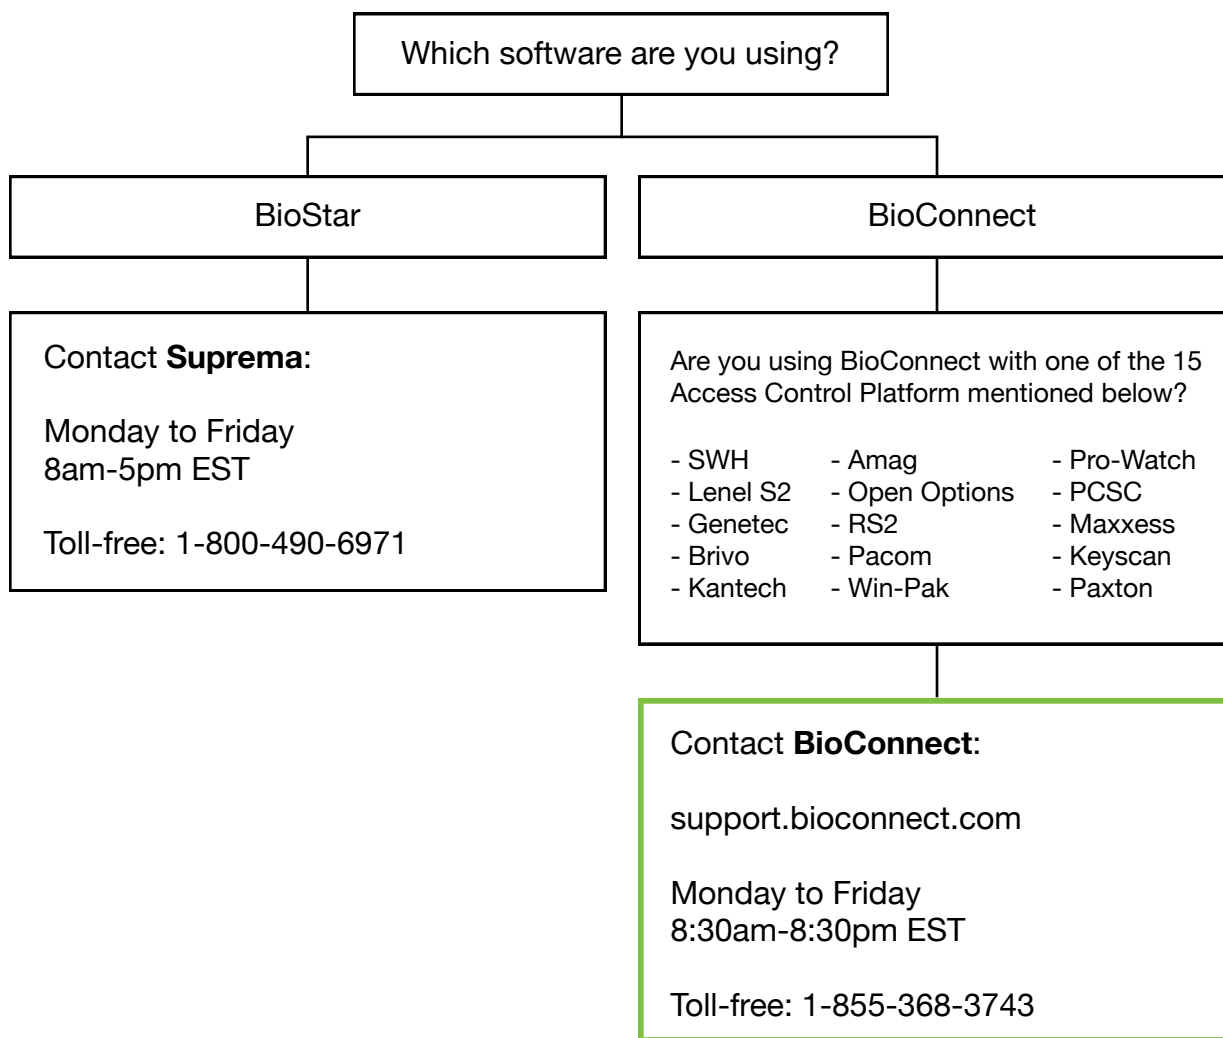 Which software are you using?
BioStar
BioConnect
Contact Suprema:
Monday to Friday
8am-5pm EST
Toll-free: 1-800-490-6971
Are you using BioConnect with one of the 15
Access Control Platform mentioned below?
- SWH - Amag - Pro-Watch
- Lenel S2 - Open Options - PCSC
- Genetec - RS2 - Maxxess
- Brivo - Pacom - Keyscan
- Kantech - Win-Pak - Paxton
Contact BioConnect:
support.bioconnect.com
Monday to Friday
8:30am-8:30pm EST
Toll-free: 1-855-368-3743